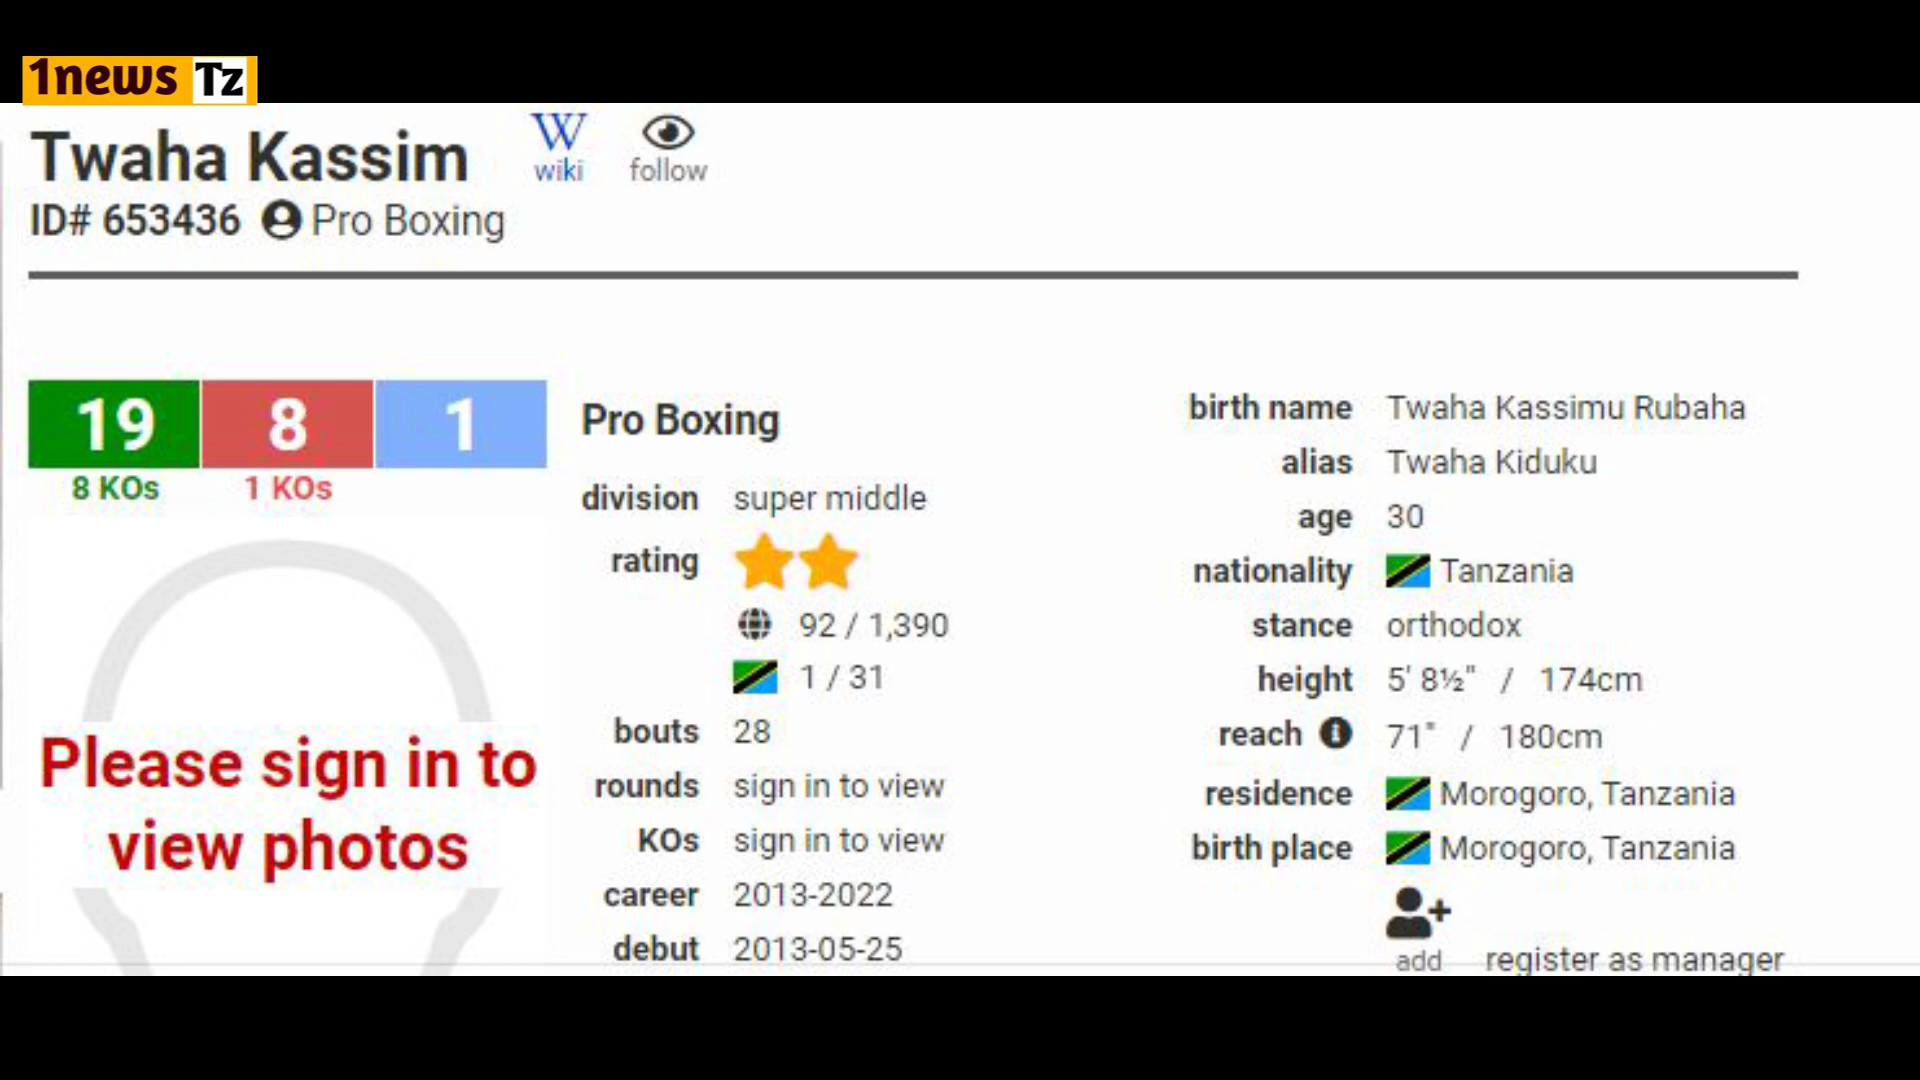 1news Tz
Twaha Kassim
W
wiki
follow
ID# 653436 Pro Boxing
19 8 1
8 KOs 1 KOs
Please sign in to
view photos
Pro Boxing
division super middle
rating
92 / 1,390
1 / 31
bouts 28
rounds sign in to view
KOs sign in to view
career 2013-2022
debut 2013-05-25
birth name Twaha Kassimu Rubaha
alias Twaha Kiduku
age 30
nationality Tanzania
stance orthodox
height 5' 8½" / 174cm
reach 71" / 180cm
residence Morogoro, Tanzania
birth place Morogoro, Tanzania
add register as manager